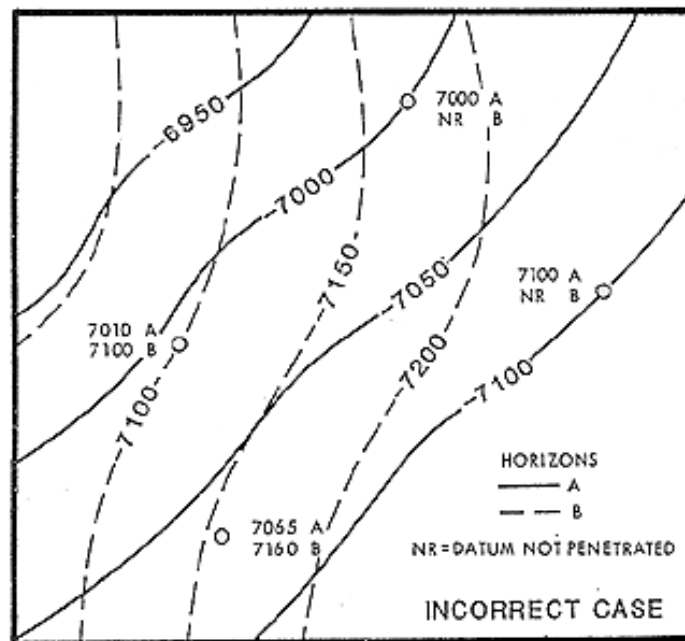 -6950
-7000
7000 A
NR B
-7150
-7050
7100 A
NR B
7010 A
7100 B
-7100
-7200
-7100
HORIZONS
A
B
7065 A
7160 B
NR=DATUM NOT PENETRATED
INCORRECT CASE